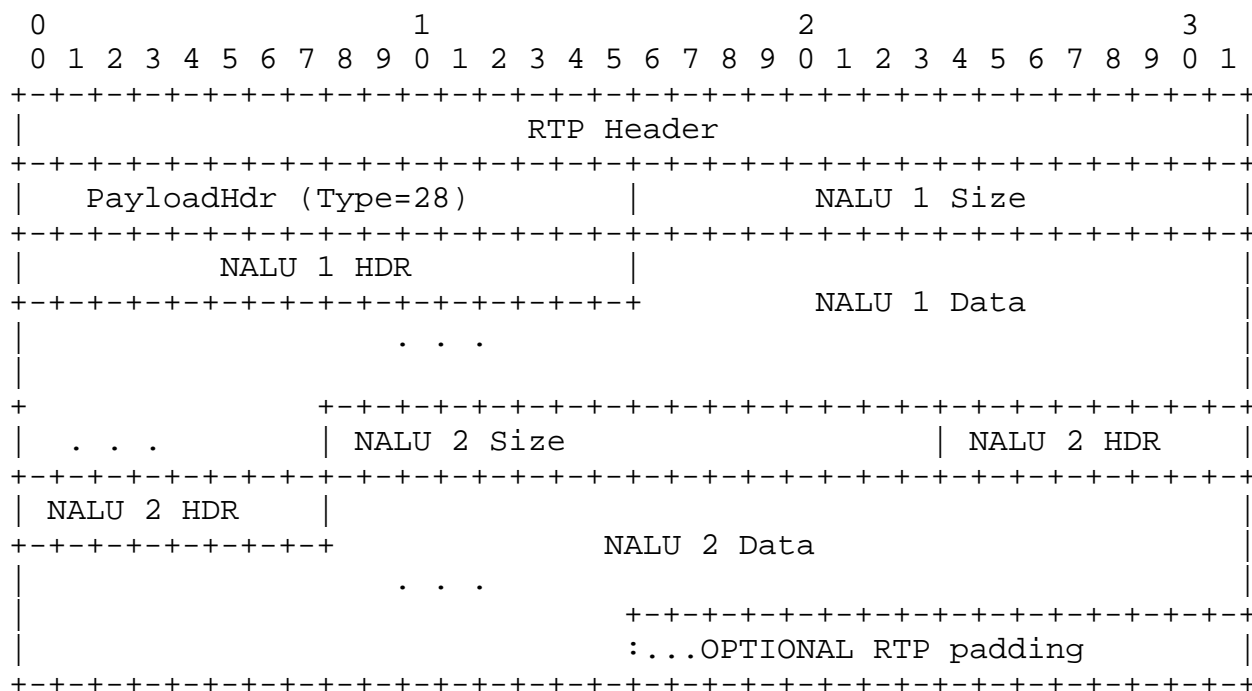 0                   1                   2                   3
 0 1 2 3 4 5 6 7 8 9 0 1 2 3 4 5 6 7 8 9 0 1 2 3 4 5 6 7 8 9 0 1
+-+-+-+-+-+-+-+-+-+-+-+-+-+-+-+-+-+-+-+-+-+-+-+-+-+-+-+-+-+-+-+-+
|                          RTP Header                           |
+-+-+-+-+-+-+-+-+-+-+-+-+-+-+-+-+-+-+-+-+-+-+-+-+-+-+-+-+-+-+-+-+
|   PayloadHdr (Type=28)        |         NALU 1 Size           |
+-+-+-+-+-+-+-+-+-+-+-+-+-+-+-+-+-+-+-+-+-+-+-+-+-+-+-+-+-+-+-+-+
|          NALU 1 HDR           |                               |
+-+-+-+-+-+-+-+-+-+-+-+-+-+-+-+-+         NALU 1 Data           |
|                   . . .                                       |
|                                                               |
+               +-+-+-+-+-+-+-+-+-+-+-+-+-+-+-+-+-+-+-+-+-+-+-+-+
|  . . .        | NALU 2 Size                   | NALU 2 HDR    |
+-+-+-+-+-+-+-+-+-+-+-+-+-+-+-+-+-+-+-+-+-+-+-+-+-+-+-+-+-+-+-+-+
| NALU 2 HDR    |                                               |
+-+-+-+-+-+-+-+-+              NALU 2 Data                      |
|                   . . .                                       |
|                               +-+-+-+-+-+-+-+-+-+-+-+-+-+-+-+-+
|                               :...OPTIONAL RTP padding        |
+-+-+-+-+-+-+-+-+-+-+-+-+-+-+-+-+-+-+-+-+-+-+-+-+-+-+-+-+-+-+-+-+